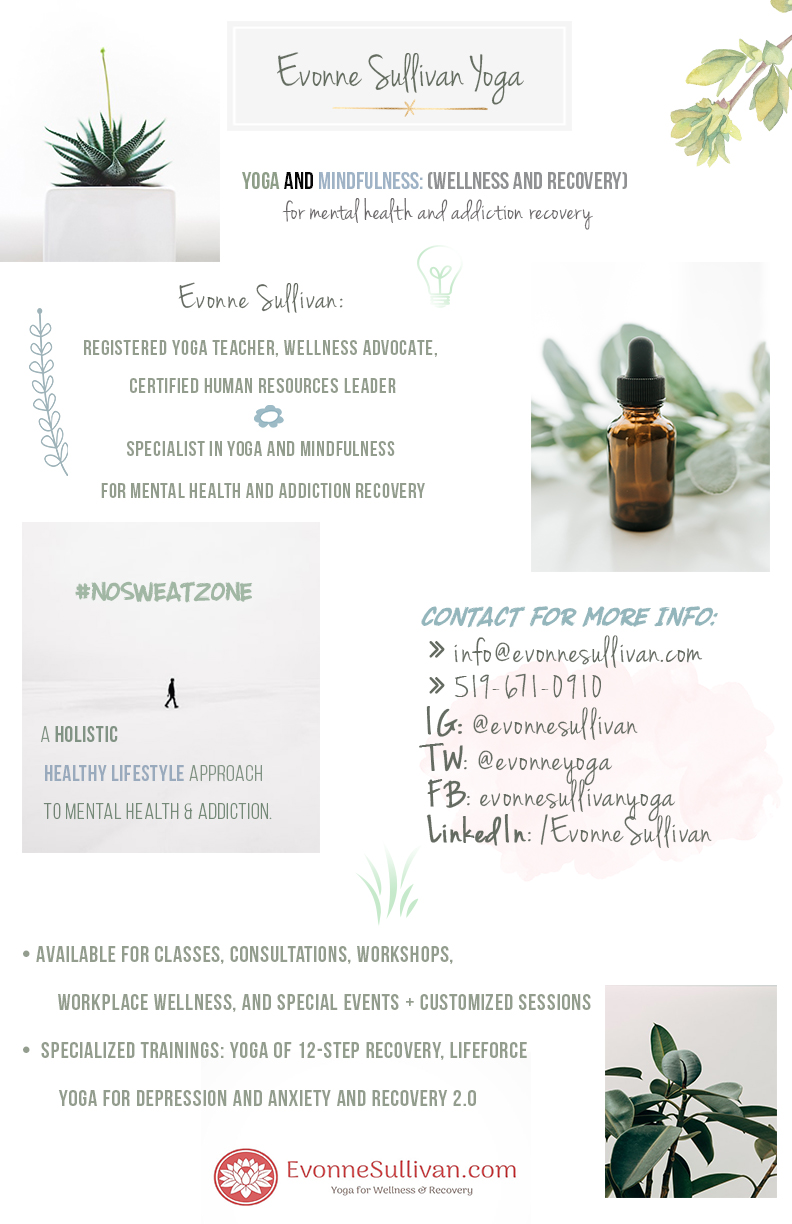 Evonne Sullivan Yoga
YOGA AND MINDFULNESS: (WELLNESS AND RECOVERY)
for mental health and addiction recovery
Evonne Sullivan:
REGISTERED YOGA TEACHER, WELLNESS ADVOCATE,
CERTIFIED HUMAN RESOURCES LEADER
SPECIALIST IN YOGA AND MINDFULNESS
FOR MENTAL HEALTH AND ADDICTION RECOVERY
#NOSWEATZONE
A HOLISTIC
HEALTHY LIFESTYLE APPROACH
TO MENTAL HEALTH & ADDICTION.
CONTACT FOR MORE INFO:
» info@evonnesullivan.com
» 519-671-0910
IG: @evonnesullivan
TW: @evonneyoga
FB: evonnesullivanyoga
LinkedIn: /EvonneSullivan
• AVAILABLE FOR CLASSES, CONSULTATIONS, WORKSHOPS,
WORKPLACE WELLNESS, AND SPECIAL EVENTS + CUSTOMIZED SESSIONS
• SPECIALIZED TRAININGS: YOGA OF 12-STEP RECOVERY, LIFEFORCE
YOGA FOR DEPRESSION AND ANXIETY AND RECOVERY 2.0
EvonneSullivan.com
Yoga for Wellness & Recovery